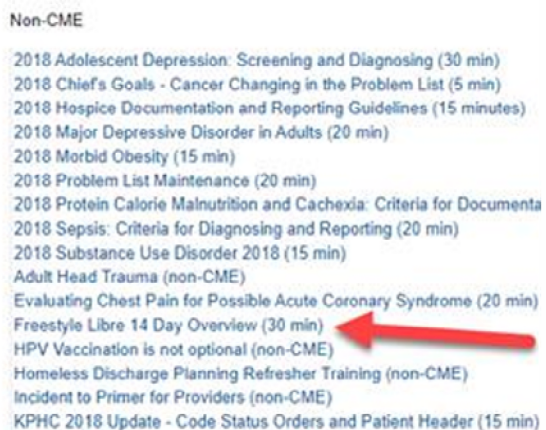 Non-CME
2018 Adolescent Depression: Screening and Diagnosing (30 min)
2018 Chief's Goals - Cancer Changing in the Problem List (5 min)
2018 Hospice Documentation and Reporting Guidelines (15 minutes)
2018 Major Depressive Disorder in Adults (20 min)
2018 Morbid Obesity (15 min)
2018 Problem List Maintenance (20 min)
2018 Protein Calorie Malnutrition and Cachexia: Criteria for Documenta
2018 Sepsis: Criteria for Diagnosing and Reporting (20 min)
2018 Substance Use Disorder 2018 (15 min)
Adult Head Trauma (non-CME)
Evaluating Chest Pain for Possible Acute Coronary Syndrome (20 min)
Freestyle Libre 14 Day Overview (30 min)
HPV Vaccination is not optional (non-CME)
Homeless Discharge Planning Refresher Training (non-CME)
Incident to Primer for Providers (non-CME)
KPHC 2018 Update - Code Status Orders and Patient Header (15 min)